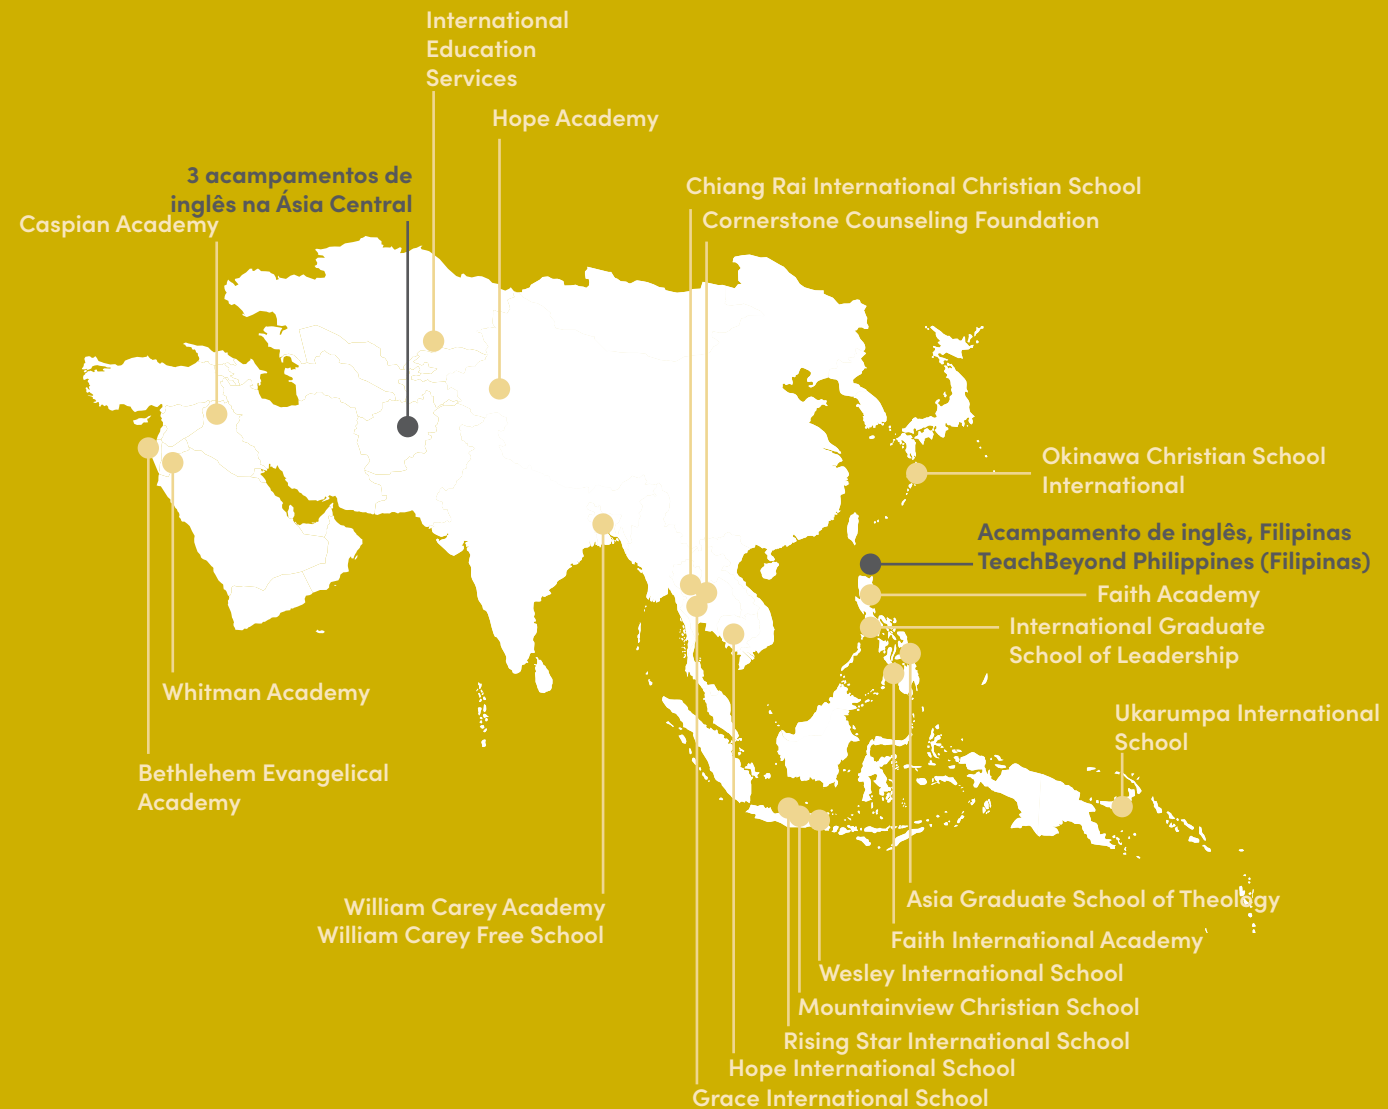 International
Education
Services
Hope Academy
3 acampamentos de
inglês na Ásia Central
Caspian Academy
Chiang Rai International Christian School
Cornerstone Counseling Foundation
Okinawa Christian School
International
Acampamento de inglês, Filipinas
TeachBeyond Philippines (Filipinas)
Faith Academy
International Graduate
School of Leadership
Whitman Academy
Ukarumpa International
School
Bethlehem Evangelical
Academy
William Carey Academy
William Carey Free School
Asia Graduate School of Theology
Faith International Academy
Wesley International School
Mountainview Christian School
Rising Star International School
Hope International School
Grace International School